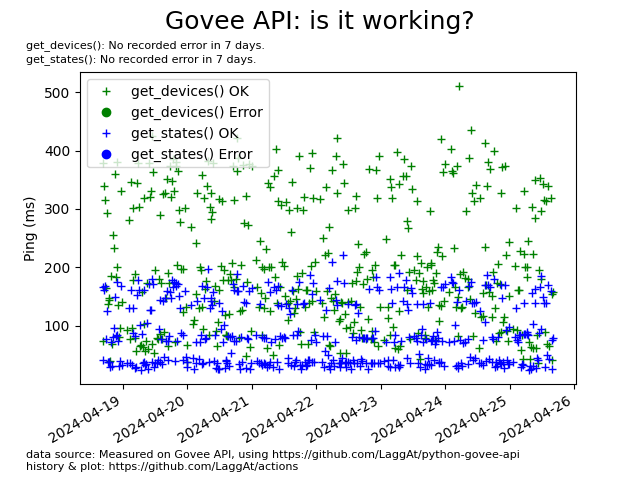 Govee API: is it working?
get_devices(): No recorded error in 7 days.
get_states(): No recorded error in 7 days.
get_devices() OK
get_devices() Error
get_states() OK
get_states() Error
Ping (ms)
500
400
300
200
100
2024-04-19
2024-04-20
2024-04-21
2024-04-22
2024-04-23
2024-04-24
2024-04-25
2024-04-26
data source: Measured on Govee API, using https://github.com/LaggAt/python-govee-api
history & plot: https://github.com/LaggAt/actions